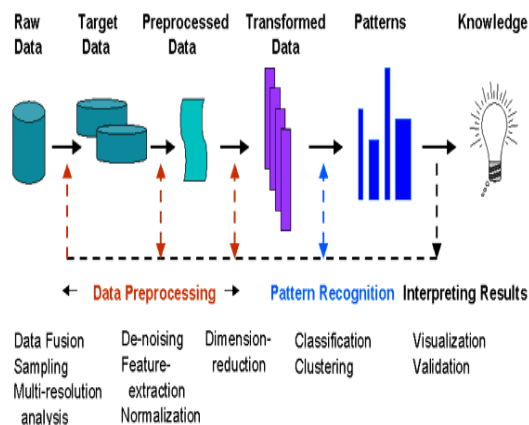 Raw Data
Target Data
Preprocessed Data
Transformed Data
Patterns
Knowledge
Data Preprocessing
Pattern Recognition
Interpreting Results
Data Fusion
Sampling
Multi-resolution
analysis
De-noising
Feature-
extraction
Normalization
Dimension-
reduction
Classification
Clustering
Visualization
Validation